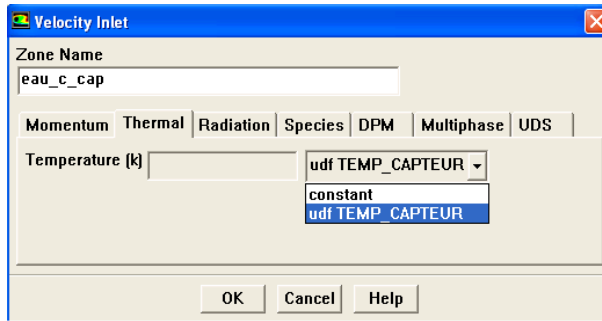 Velocity Inlet
Zone Name
eau_c_cap
Momentum Thermal Radiation Species DPM Multiphase UDS
Temperature (k) udf TEMP_CAPTEUR
constant
udf TEMP_CAPTEUR
OK Cancel Help